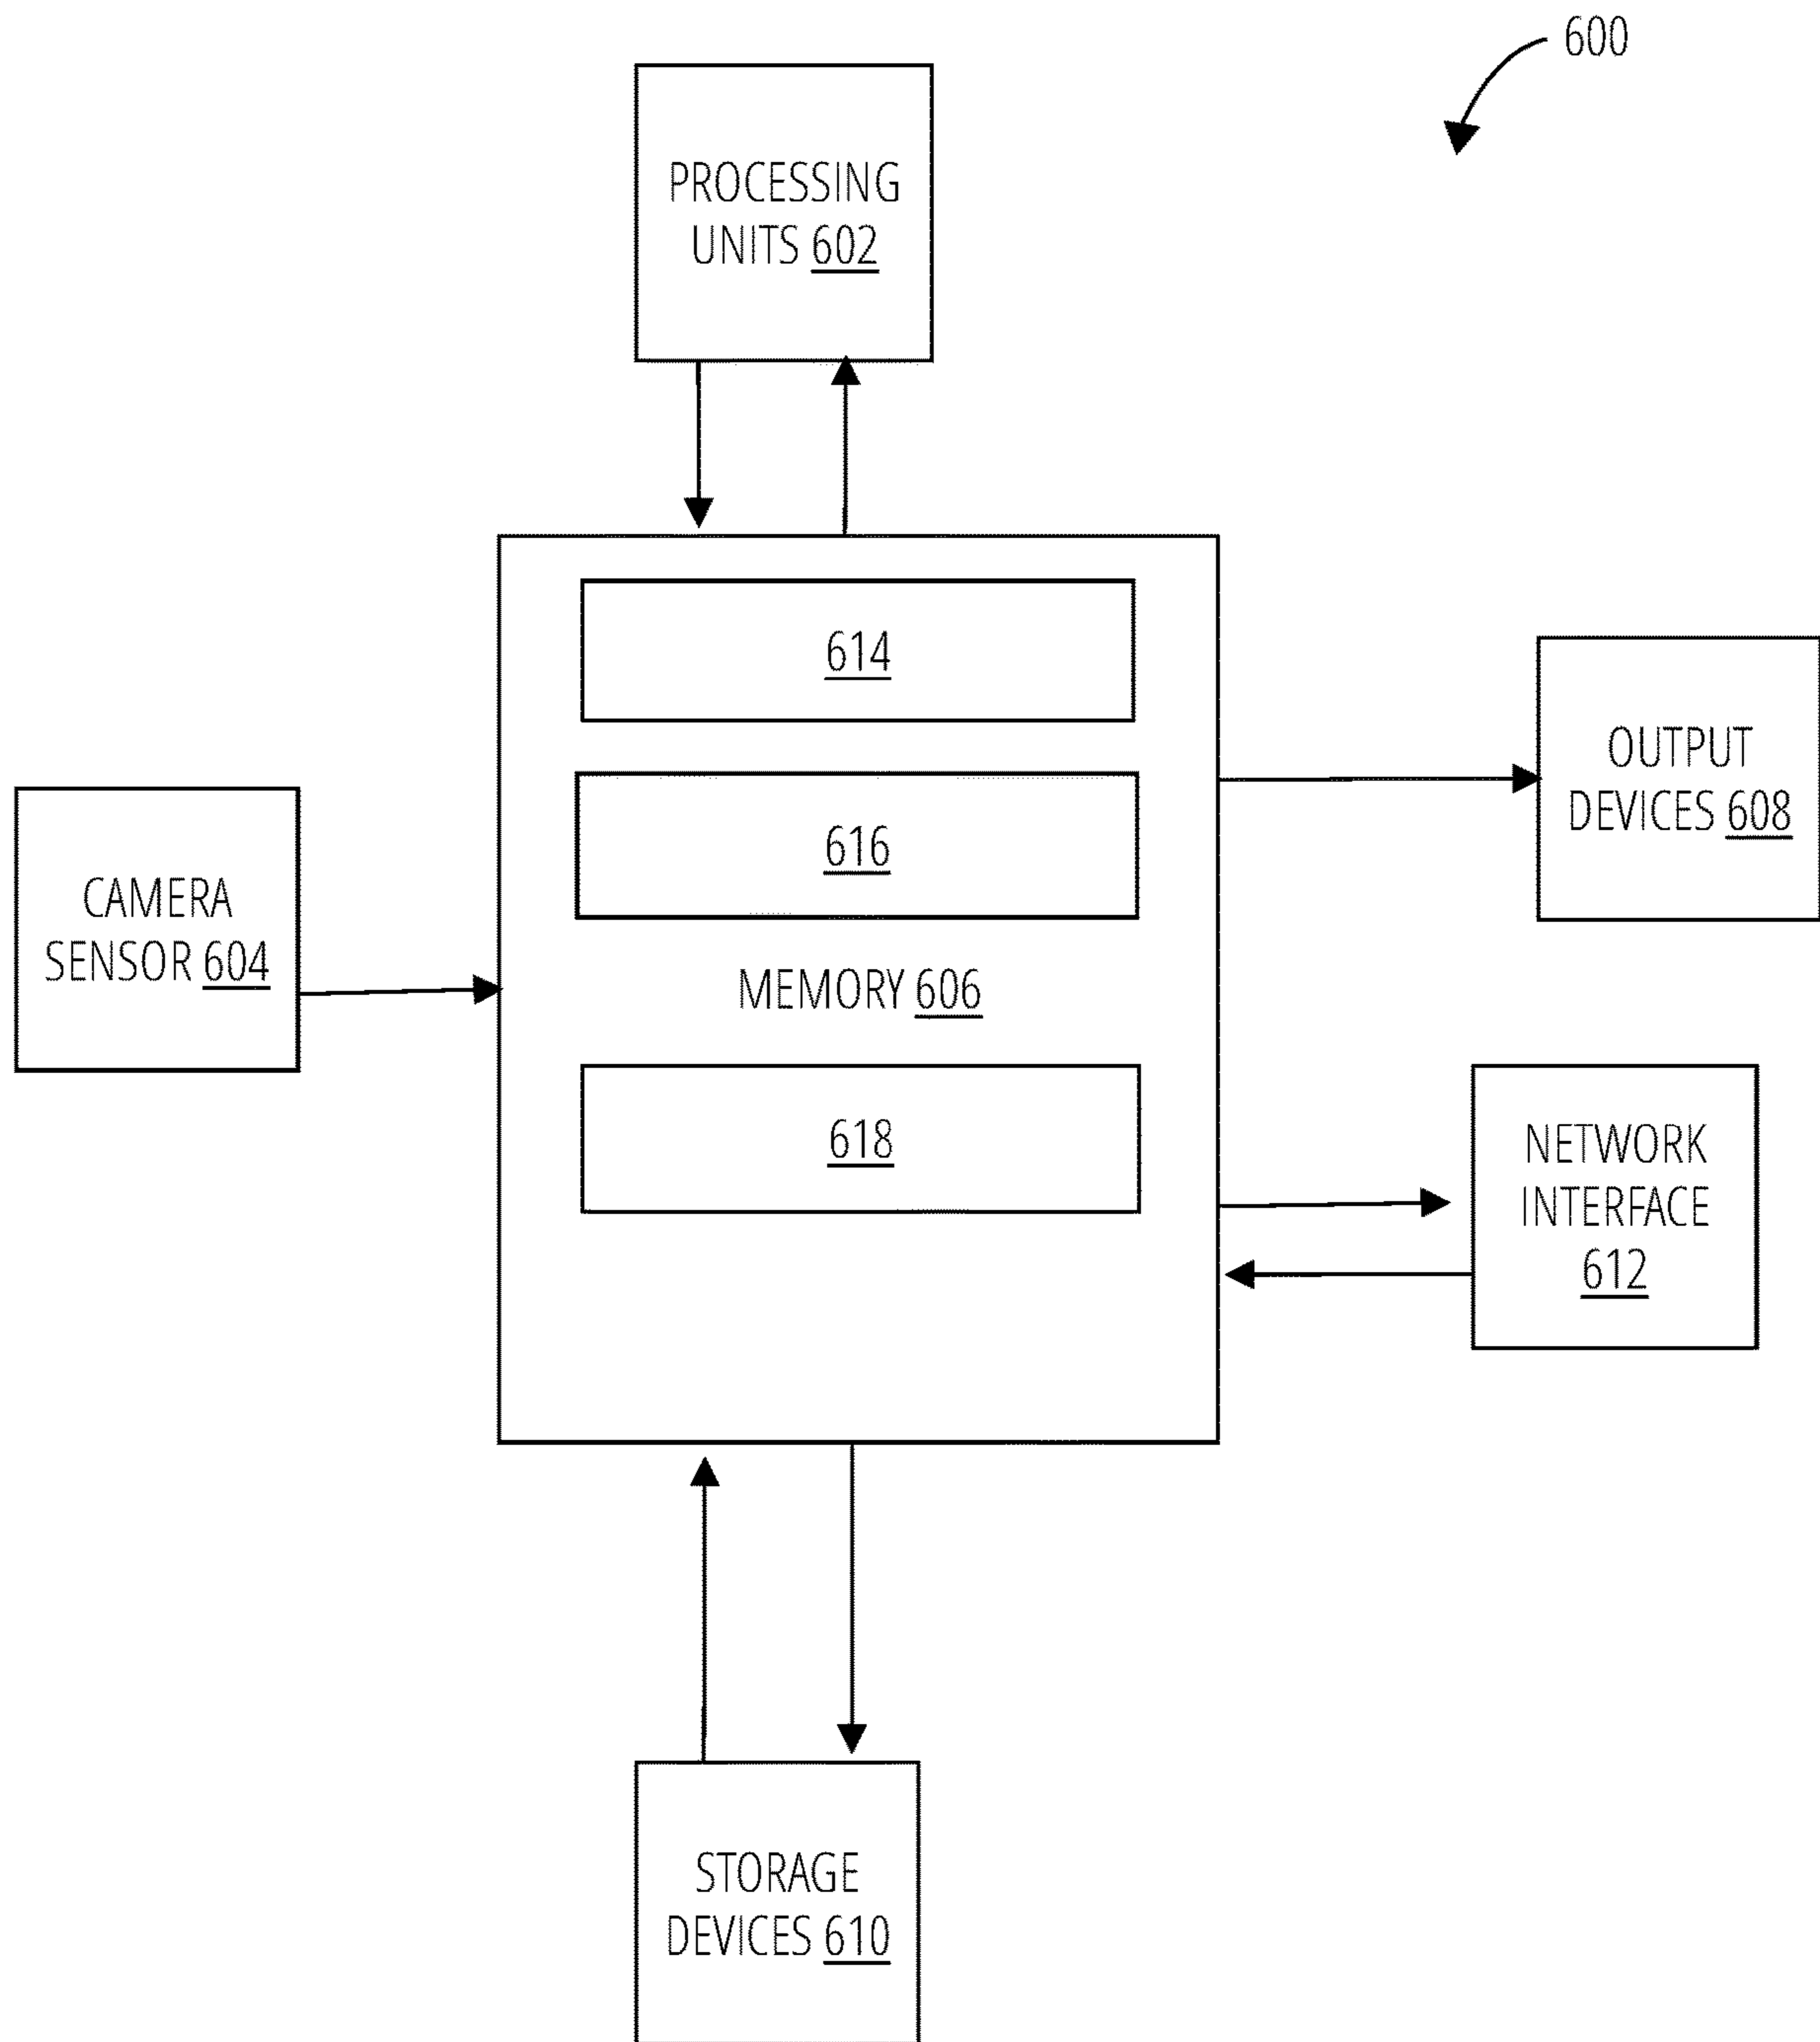 600
PROCESSING
UNITS 602
614
OUTPUT
DEVICES 608
616
CAMERA
SENSOR 604
MEMORY 606
618
NETWORK
INTERFACE
612
STORAGE
DEVICES 610